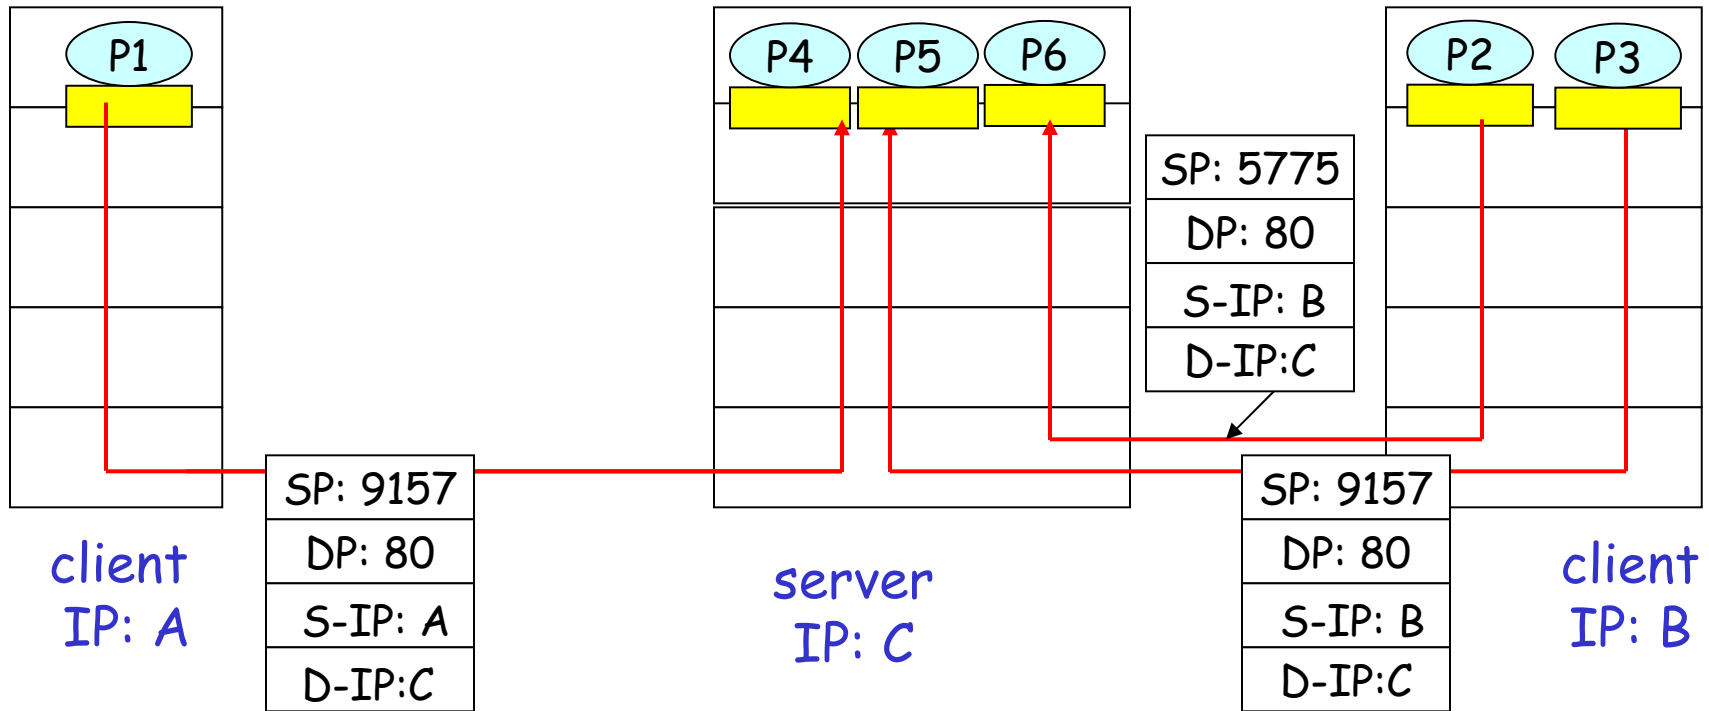 P1
P4
P5
P6
P2
P3
SP: 5775
DP: 80
S-IP: B
D-IP:C
SP: 9157
DP: 80
S-IP: A
D-IP:C
SP: 9157
DP: 80
S-IP: B
D-IP:C
client
IP: A
server
IP: C
client
IP: B